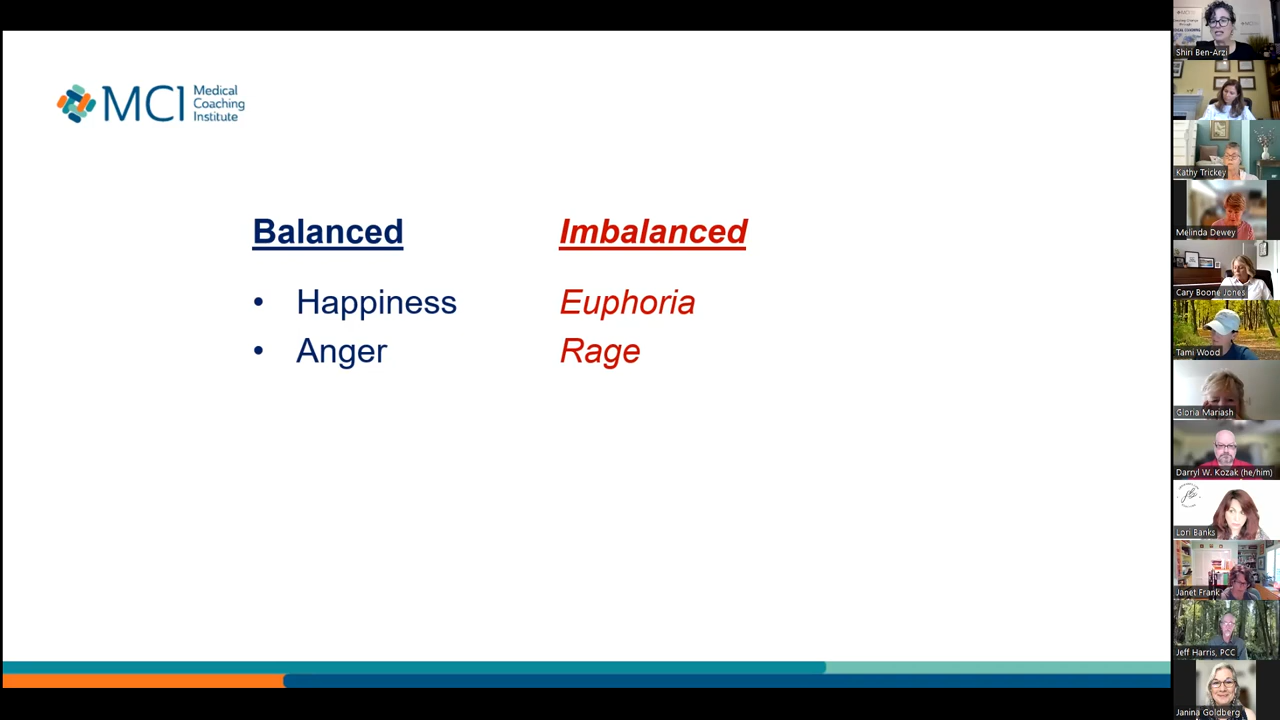 MCI Medical
Coaching
Institute
Balanced Imbalanced
• Happiness Euphoria
• Anger Rage
Shiri Ben-Arzi
Kathy Trickey
Melinda Dewey
Cary Boone Jones
Tami Wood
Gloria Mariash
Darryl W. Kozak (he/him)
Lori Banks
Janet Frank
Jeff Harris, PCC
Janina Goldberg